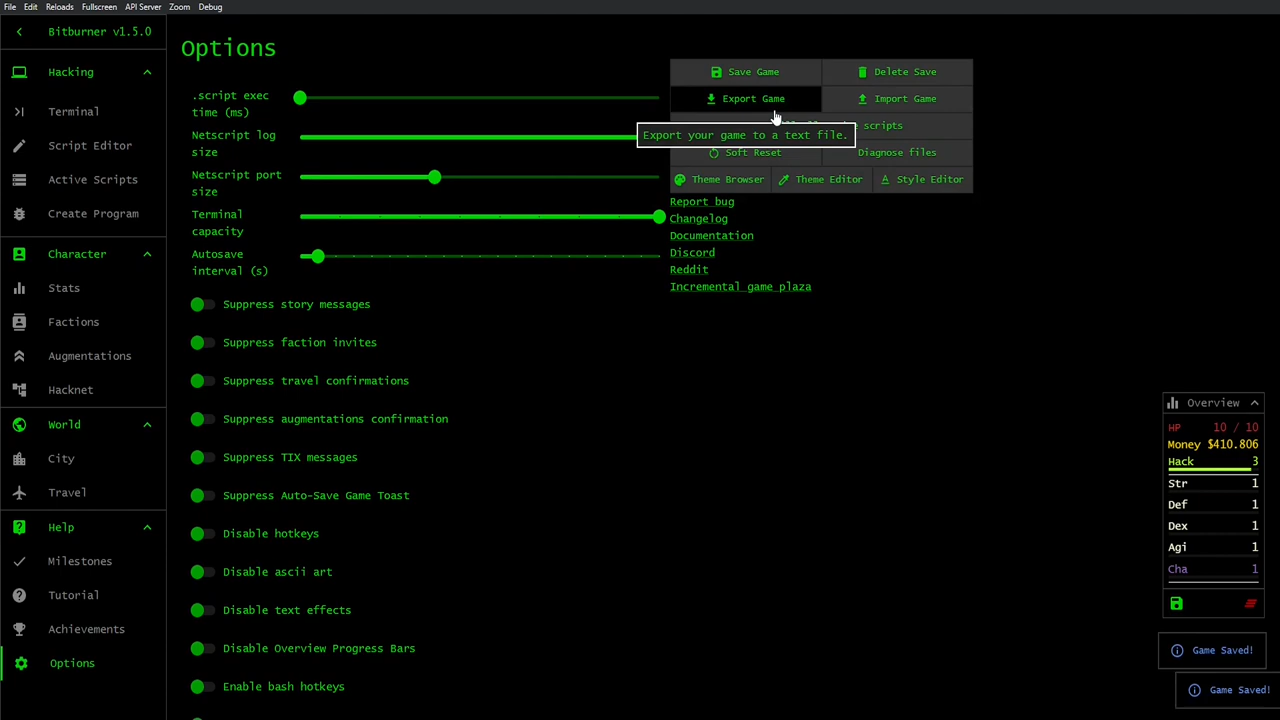 File Edit Reloads Fullscreen API Server Zoom Debug
Bitburner v1.5.0
Hacking
Terminal
Script Editor
Active Scripts
Create Program
Character
Stats
Factions
Augmentations
Hacknet
World
City
Travel
Help
Milestones
Tutorial
Achievements
Options
Options
.script exec
time (ms)
Netscript log
size
Netscript port
size
Terminal
capacity
Autosave
interval (s)
Suppress story messages
Suppress faction invites
Suppress travel confirmations
Suppress augmentations confirmation
Suppress TIX messages
Suppress Auto-Save Game Toast
Disable hotkeys
Disable ascii art
Disable text effects
Disable Overview Progress Bars
Enable bash hotkeys
Save Game Delete Save
Export Game Import Game
scripts
Export your game to a text file.
Soft Reset Diagnose files
Theme Browser Theme Editor Style Editor
Report bug
Changelog
Documentation
Discord
Reddit
Incremental game plaza
Overview
HP 10 / 10
Money $410.806
Hack 3
Str 1
Def 1
Dex 1
Agi 1
Cha 1
Game Saved!
Game Saved!